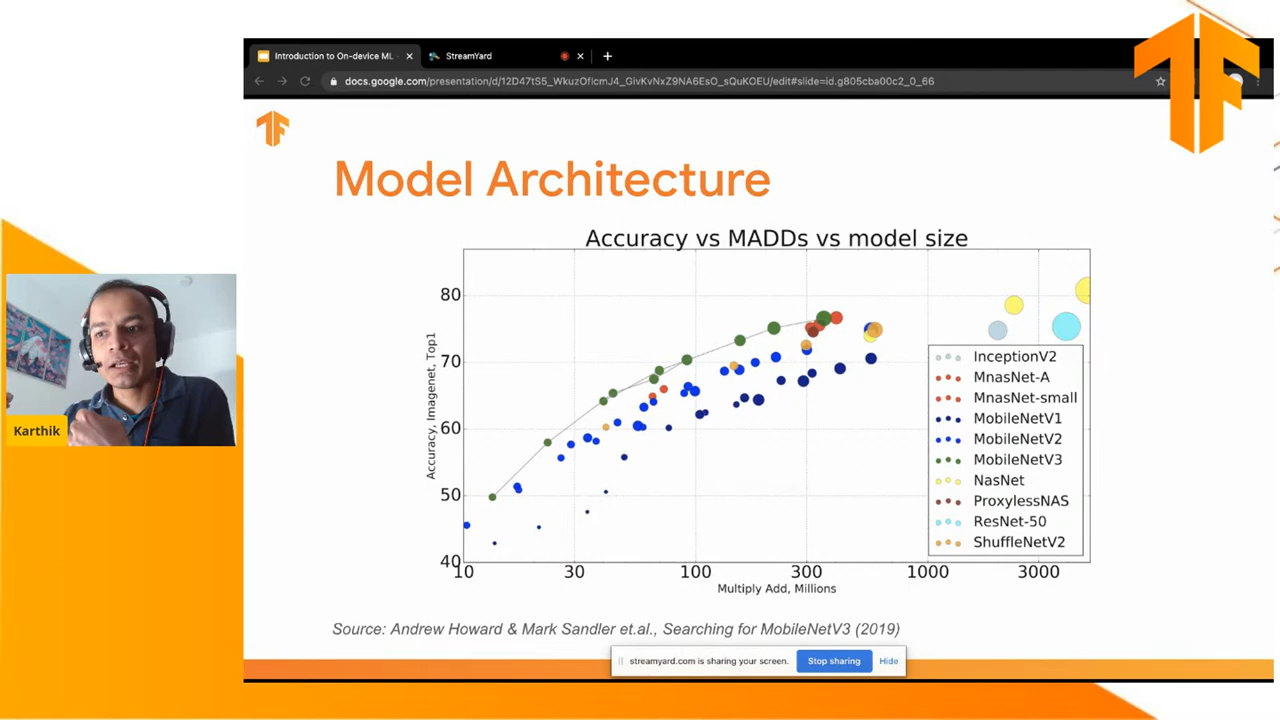 Introduction to On-device ML -
StreamYard
docs.google.com/presentation/d/12D47tS5_WkuzOficmJ4_GivKvNxZ9NA6EsO_sQuKOEU/edit#slide=id.g805cba00c2_0_66
Model Architecture
Accuracy vs MADDs vs model size
Accuracy, Imagenet, Top1
80
70
60
50
40
10
30
100
300
1000
3000
Multiply Add, Millions
InceptionV2
MnasNet-A
MnasNet-small
MobileNetV1
MobileNetV2
MobileNetV3
NasNet
ProxylessNAS
ResNet-50
ShuffleNetV2
Karthik
Source: Andrew Howard & Mark Sandler et.al., Searching for MobileNetV3 (2019)
streamyard.com is sharing your screen.
Stop sharing
Hide